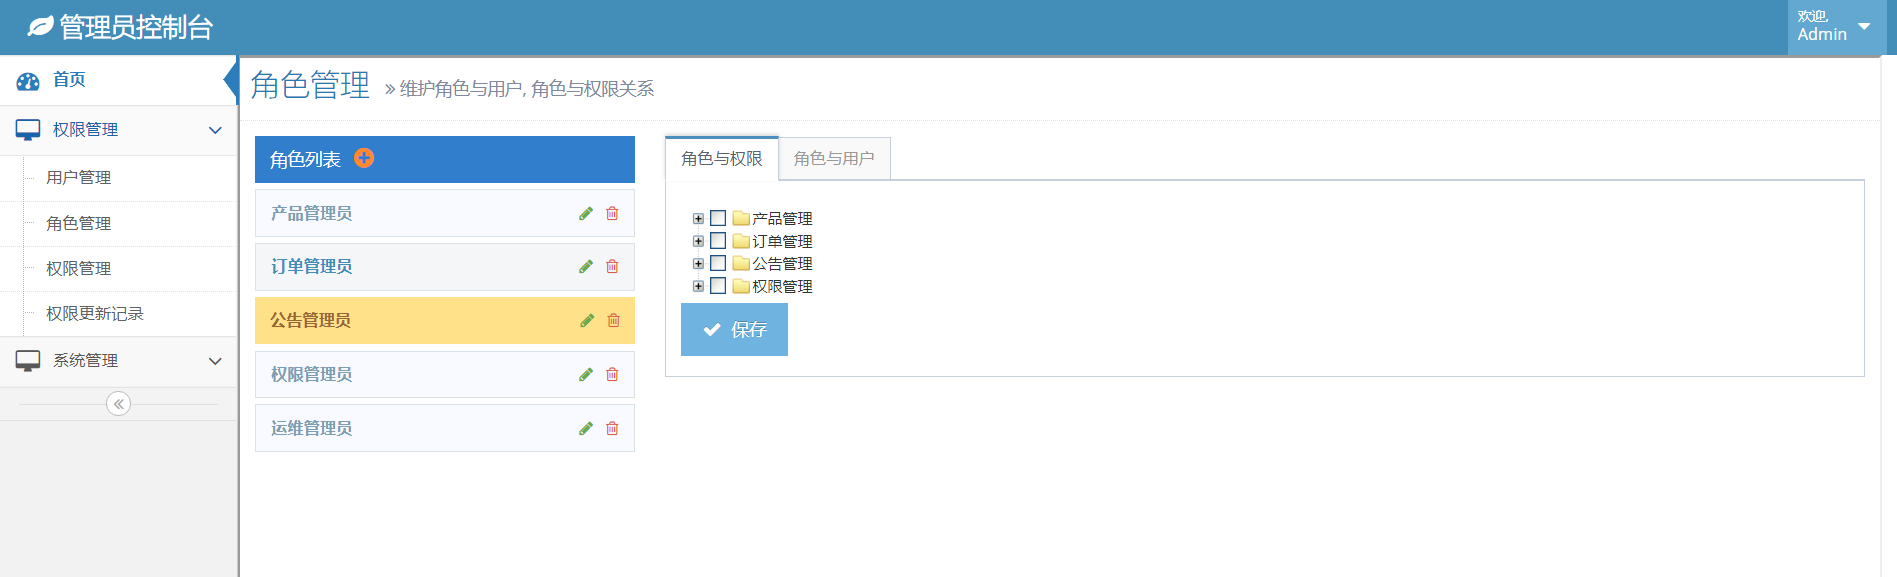 管理员控制台
欢迎,
Admin
首页
权限管理
用户管理
角色管理
权限管理
权限更新记录
系统管理
角色管理 » 维护角色与用户, 角色与权限关系
角色列表
产品管理员
订单管理员
公告管理员
权限管理员
运维管理员
角色与权限 角色与用户
产品管理
订单管理
公告管理
权限管理
保存